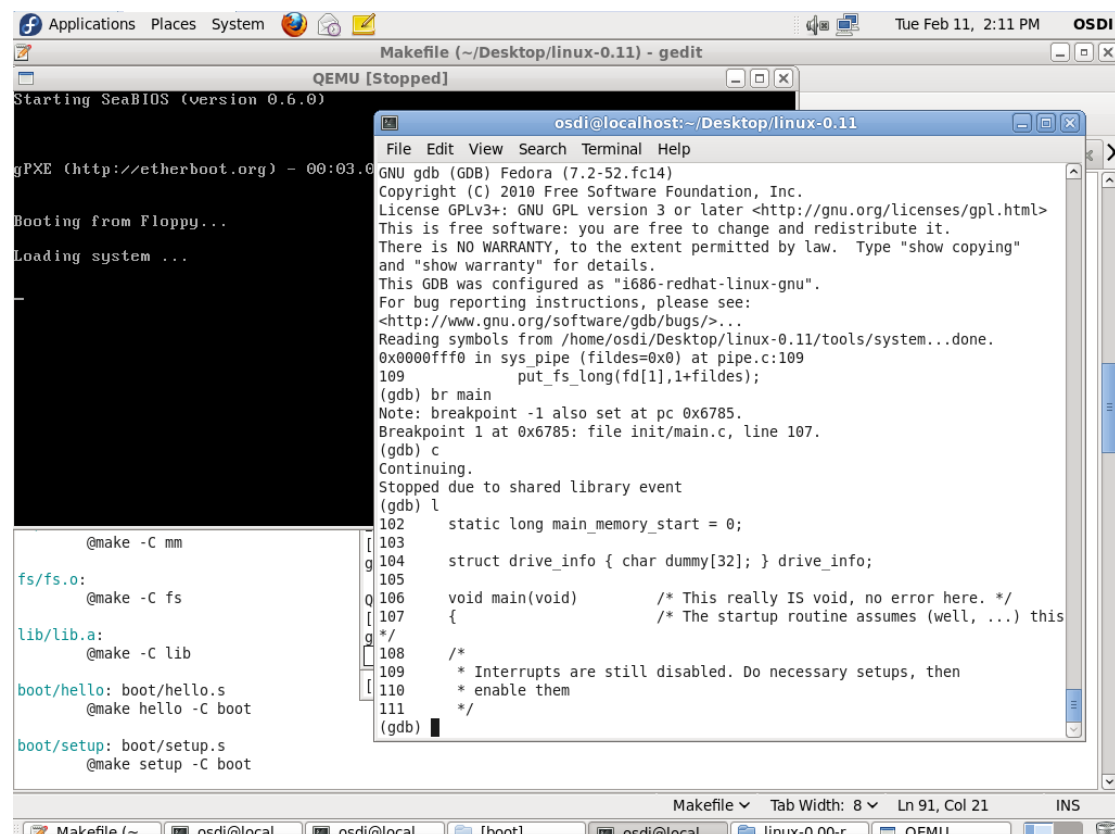 Applications Places System Tue Feb 11, 2:11 PM OSDI
Makefile (~/Desktop/linux-0.11) - gedit
QEMU [Stopped]
Starting SeaBIOS (version 0.6.0)
gPXE (http://etherboot.org) - 00:03.0
Booting from Floppy...
Loading system ...
osdi@localhost:~/Desktop/linux-0.11
File Edit View Search Terminal Help
GNU gdb (GDB) Fedora (7.2-52.fc14)
Copyright (C) 2010 Free Software Foundation, Inc.
License GPLv3+: GNU GPL version 3 or later <http://gnu.org/licenses/gpl.html>
This is free software: you are free to change and redistribute it.
There is NO WARRANTY, to the extent permitted by law.  Type "show copying"
and "show warranty" for details.
This GDB was configured as "i686-redhat-linux-gnu".
For bug reporting instructions, please see:
<http://www.gnu.org/software/gdb/bugs/>...
Reading symbols from /home/osdi/Desktop/linux-0.11/tools/system...done.
0x0000fff0 in sys_pipe (fildes=0x0) at pipe.c:109
109 put_fs_long(fd[1],1+fildes);
(gdb) br main
Note: breakpoint -1 also set at pc 0x6785.
Breakpoint 1 at 0x6785: file init/main.c, line 107.
(gdb) c
Continuing.
Stopped due to shared library event
(gdb) l
102 static long main_memory_start = 0;
103
104 struct drive_info { char dummy[32]; } drive_info;
105
106 void main(void) /* This really IS void, no error here. */
107 { /* The startup routine assumes (well, ...) this
*/
108 /*
109 * Interrupts are still disabled. Do necessary setups, then
110 * enable them
111 */
(gdb)
@make -C mm
fs/fs.o:
@make -C fs
lib/lib.a:
@make -C lib
boot/hello: boot/hello.s
@make hello -C boot
boot/setup: boot/setup.s
@make setup -C boot
Makefile Tab Width: 8 Ln 91, Col 21 INS
Makefile (~... osdi@local... osdi@local... [boot] osdi@local... linux-0.00-r... QEMU